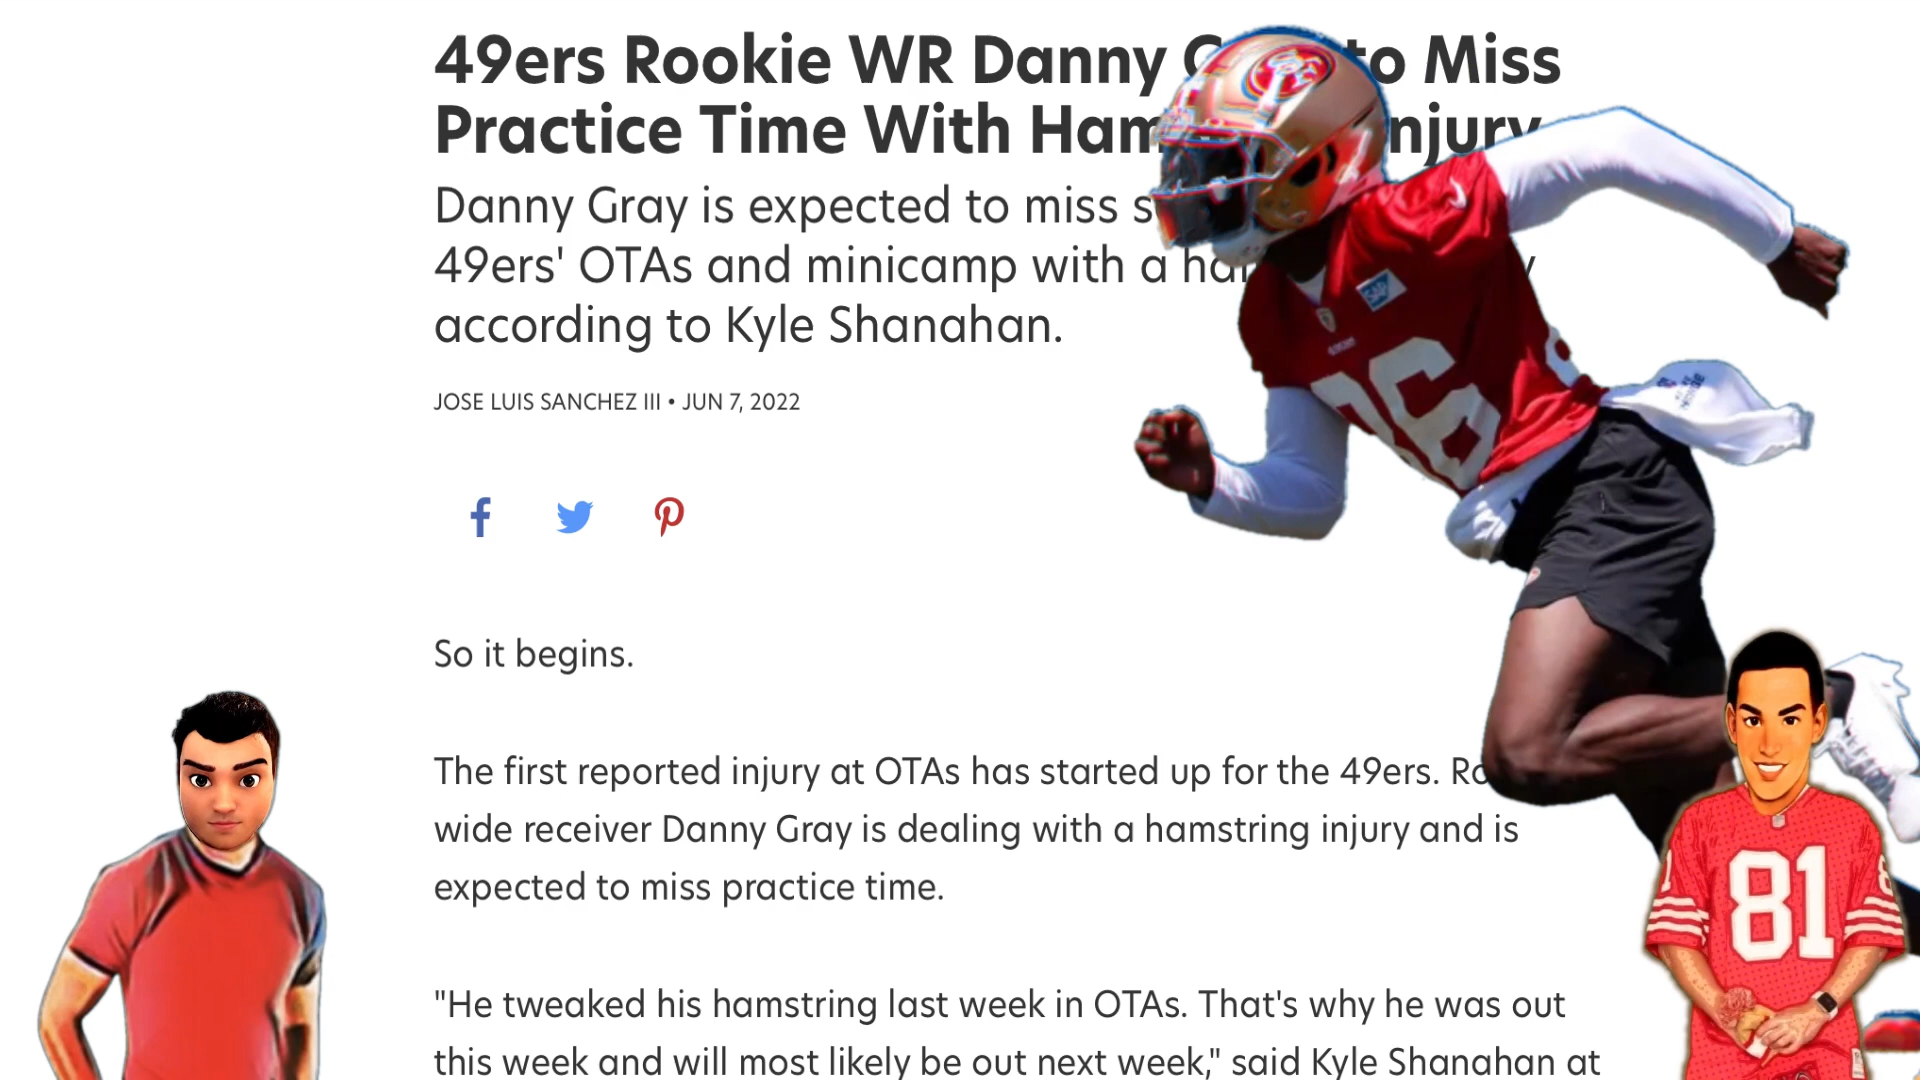 49ers Rookie WR Danny to Miss
Practice Time With
Danny Gray is expected to miss
49ers' OTAs and minicamp with a
according to Kyle Shanahan.
JOSE LUIS SANCHEZ III • JUN 7, 2022
SAP
86
So it begins.
The first reported injury at OTAs has started up for the 49ers.
wide receiver Danny Gray is dealing with a hamstring injury and is
expected to miss practice time.
81
"He tweaked his hamstring last week in OTAs. That's why he was out
this week and will most likely be out next week," said Kyle Shanahan at